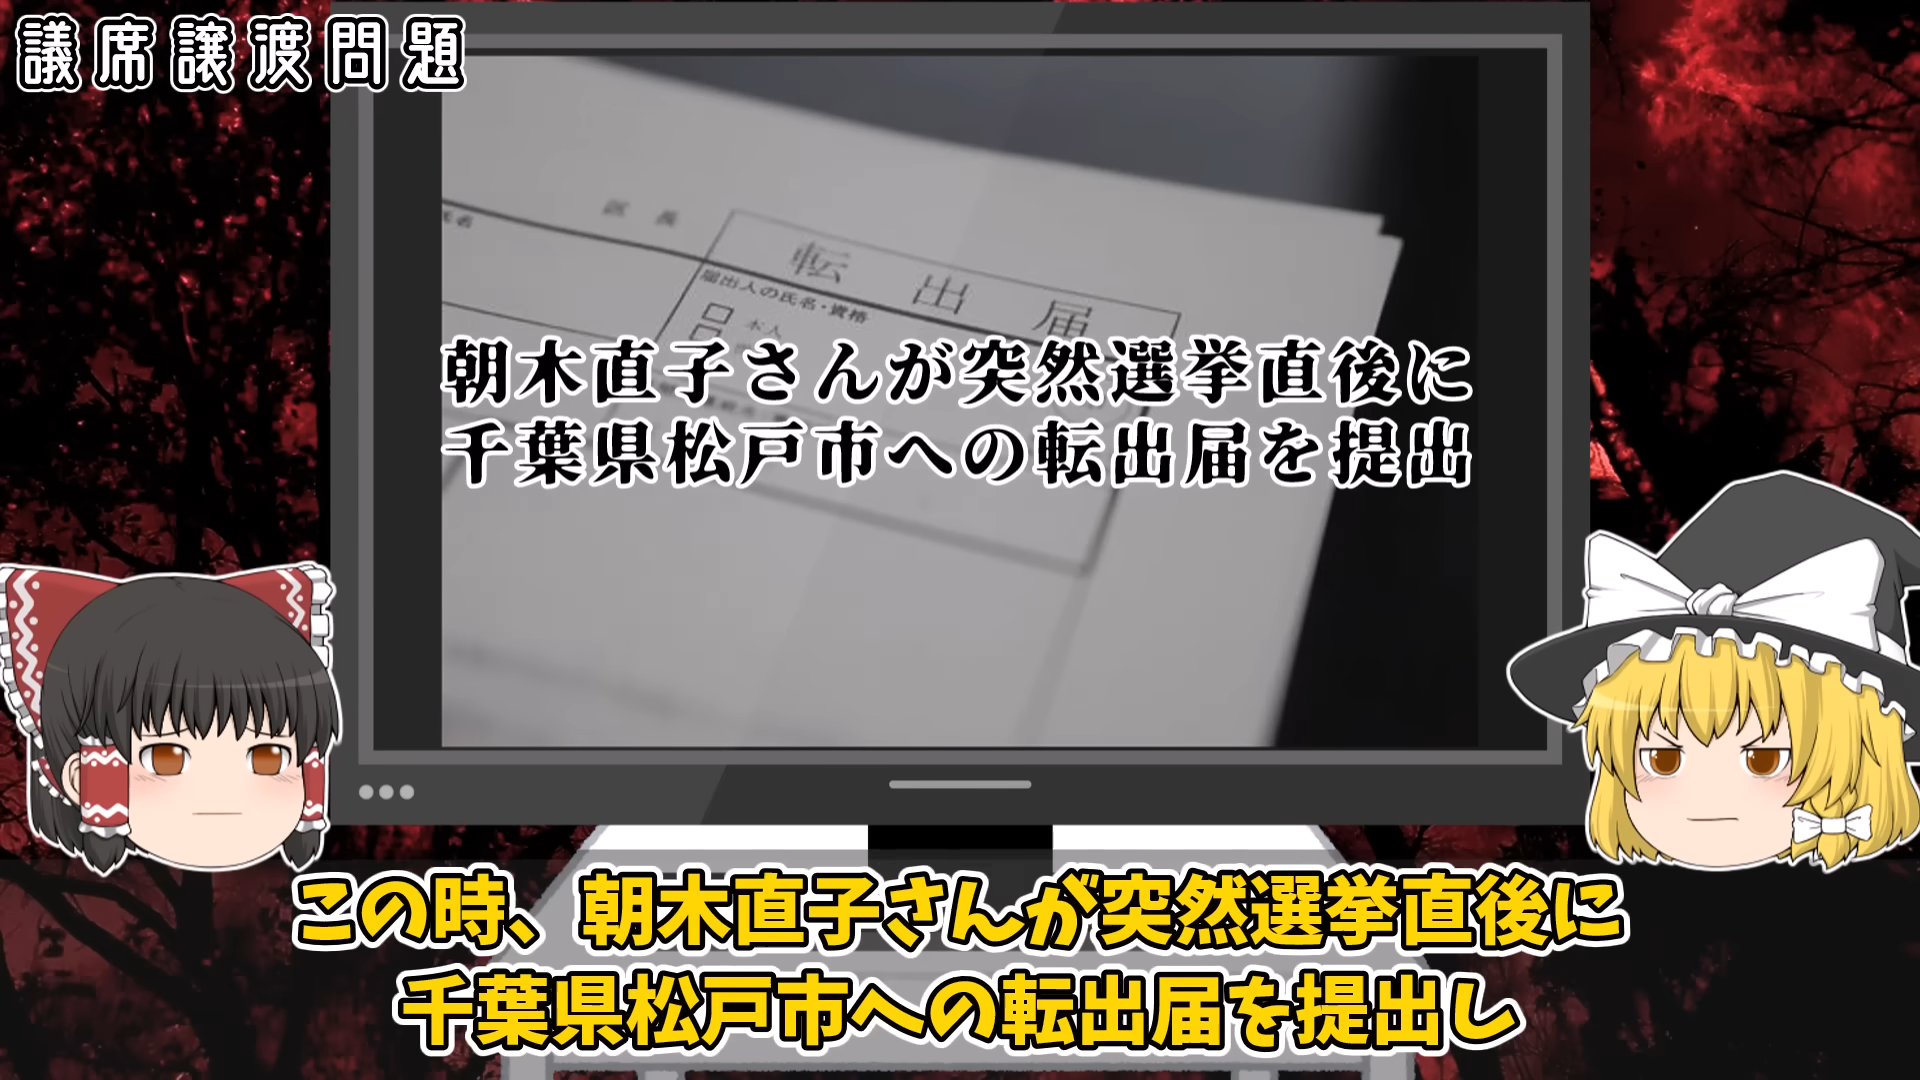 議席譲渡問題
氏名
区長
転出届
届出人の氏名・資格
本人
朝木直子さんが突然選挙直後に
千葉県松戸市への転出届を提出
この時、朝木直子さんが突然選挙直後に
千葉県松戸市への転出届を提出し